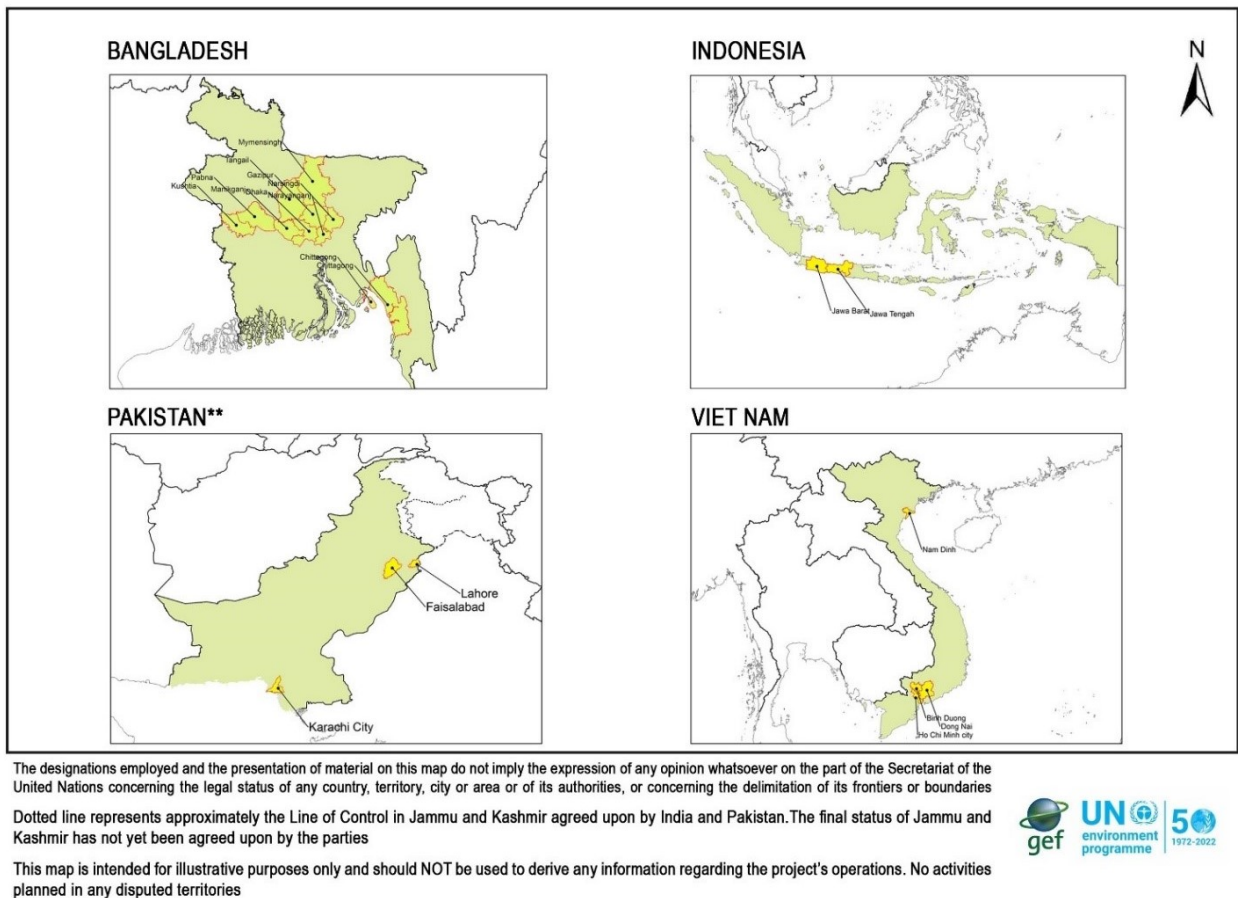 BANGLADESH
Mymensingh
Tangail
Gazipur
Pabna
Narsingdi
Kushtia
Manikganj
Dhaka
Narayanganj
Chittagong
Chittagong
INDONESIA
N
Jawa Barat
Jawa Tengah
PAKISTAN**
Lahore
Faisalabad
Karachi City
VIET NAM
Nam Dinh
Binh Duong
Dong Nai
Ho Chi Minh city
The designations employed and the presentation of material on this map do not imply the expression of any opinion whatsoever on the part of the Secretariat of the
United Nations concerning the legal status of any country, territory, city or area or of its authorities, or concerning the delimitation of its frontiers or boundaries
Dotted line represents approximately the Line of Control in Jammu and Kashmir agreed upon by India and Pakistan.The final status of Jammu and
Kashmir has not yet been agreed upon by the parties
This map is intended for illustrative purposes only and should NOT be used to derive any information regarding the project's operations. No activities
planned in any disputed territories
gef
UN
environment
programme
50
1972-2022